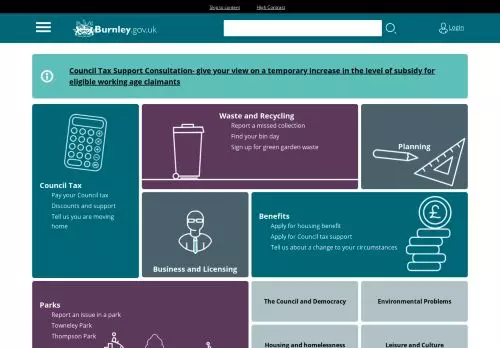 Skip to content High Contrast
Burnley.gov.uk
Login
Council Tax Support Consultation- give your view on a temporary increase in the level of subsidy for
eligible working age claimants
Waste and Recycling
Report a missed collection
Find your bin day
Sign up for green garden waste
Planning
Council Tax
Pay your Council tax
Discounts and support
Tell us you are moving
home
Business and Licensing
Benefits
Apply for housing benefit
Apply for Council tax support
Tell us about a change to your circumstances
£
Parks
Report an issue in a park
Towneley Park
Thompson Park
The Council and Democracy
Environmental Problems
Housing and homelessness
Leisure and Culture